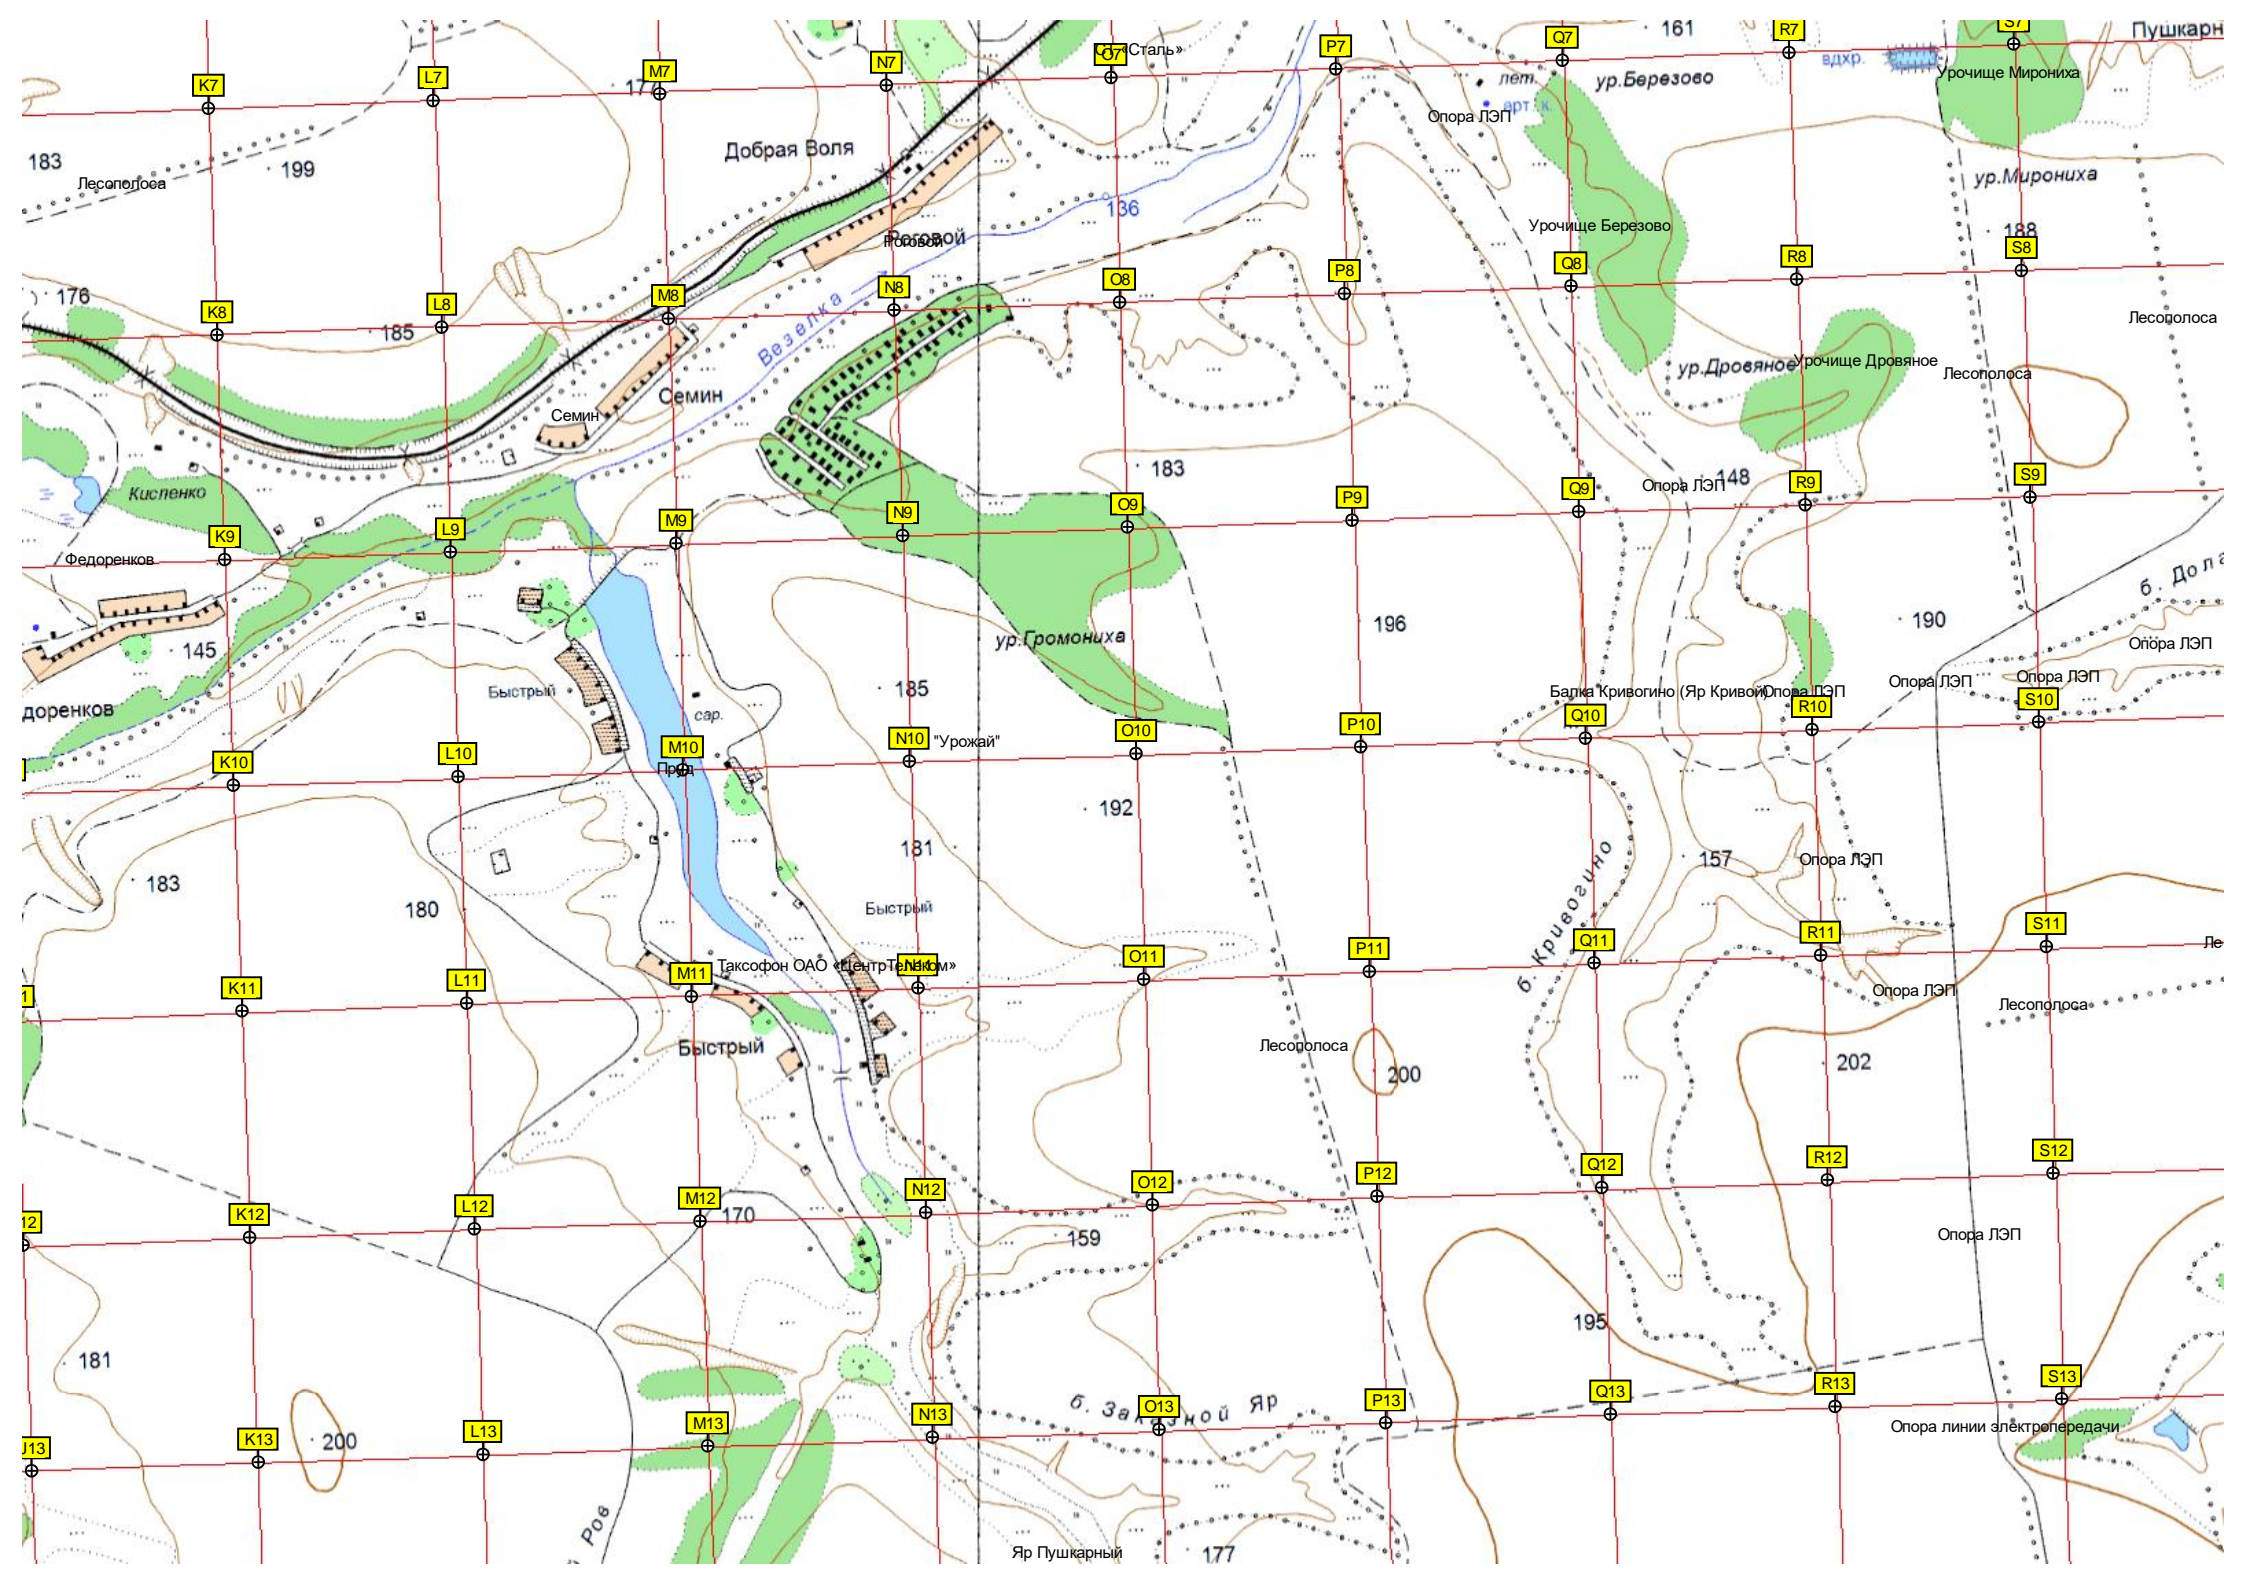 S7
Пушкарн
R7
161
Q7
P7
СТ «Сталь»
O7
N7
M7
L7
K7
177
вдхр.
Урочище Мирониха
лет.
ур.Березово
арт. к.
Опора ЛЭП
Добрая Воля
183
199
Лесополоса
ур.Мирониха
136
188
Урочище Березово
Роговой
Роговой
S8
R8
Q8
P8
O8
N8
M8
L8
K8
176
185
Везелка
Лесополоса
ур.Дровяное
Урочище Дровяное
Лесополоса
Семин
Семин
183
148
Опора ЛЭП
Кисленко
S9
R9
Q9
P9
O9
N9
M9
L9
K9
Федоренков
б. Дола
196
190
ур.Громониха
Опора ЛЭП
145
Опора ЛЭП
Опора ЛЭП
185
Быстрый
Балка Кривогино (Яр Кривой)
Опора ЛЭП
доренков
сар.
S10
R10
Q10
P10
O10
N10
"Урожай"
M10
L10
K10
Пруд
192
181
157
Опора ЛЭП
б. Кривогино
183
180
Быстрый
S11
R11
Q11
P11
O11
N11
M11
L11
K11
Ле
Таксофон ОАО «ЦентрТелеком»
Опора ЛЭП
Лесополоса
Быстрый
Лесополоса
200
202
S12
R12
Q12
P12
O12
N12
M12
L12
K12
12
170
159
Опора ЛЭП
195
181
S13
R13
Q13
P13
O13
N13
M13
L13
K13
J13
б. Заказной Яр
Опора линии электропередачи
200
Ров
Яр Пушкарный
177